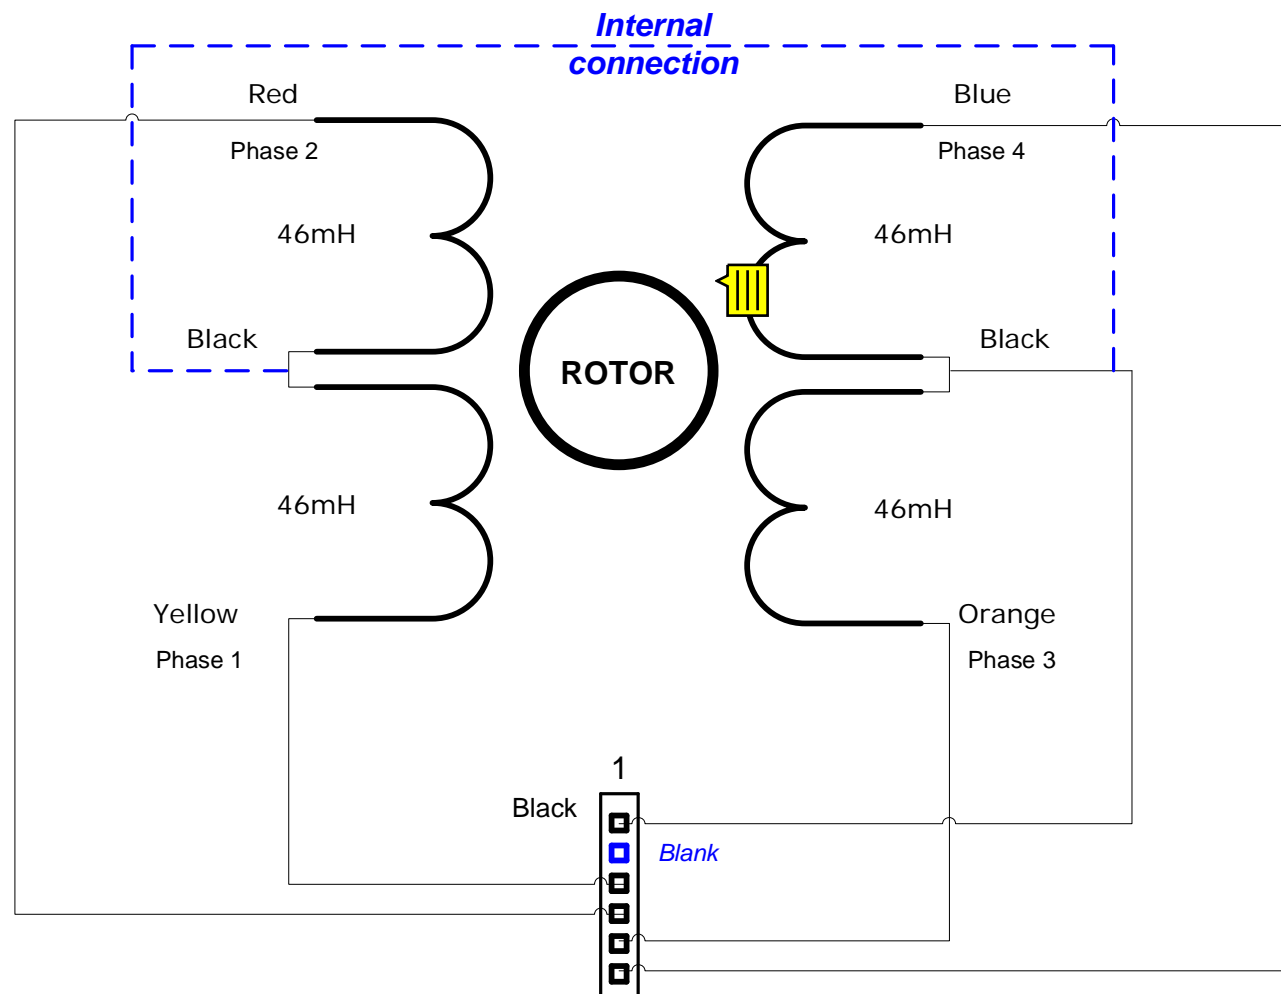 Internal
connection
Red
Blue
Phase 2
Phase 4
46mH
46mH
Black
Black
ROTOR
46mH
46mH
Yellow
Orange
Phase 1
Phase 3
1
Black
Blank